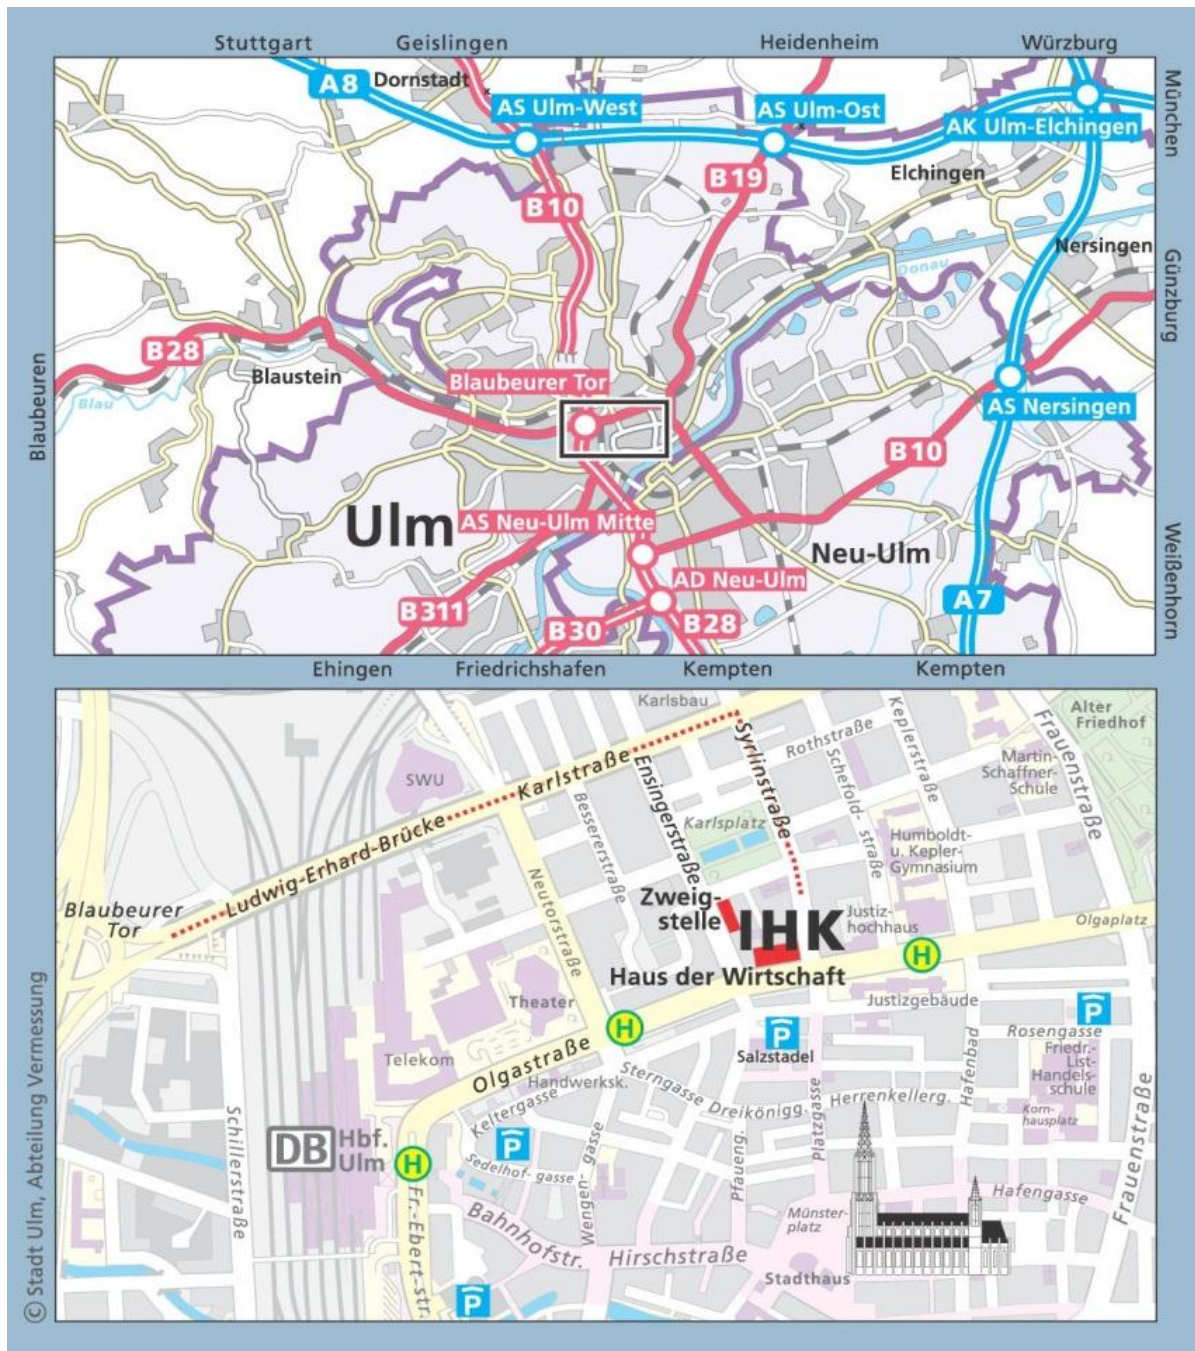 Stuttgart
Geislingen
Heidenheim
Würzburg
München
Günzburg
Weißenhorn
Blaubeuren
A8
Dornstadt
AS Ulm-West
AS Ulm-Ost
AK Ulm-Elchingen
Elchingen
B19
B10
Nersingen
Donau
B28
Blaustein
Blau
Blaubeurer Tor
AS Nersingen
B10
Ulm
AS Neu-Ulm Mitte
Neu-Ulm
AD Neu-Ulm
A7
B311
B30
B28
Ehingen
Friedrichshafen
Kempten
Kempten
Karlsbau
Alter
Friedhof
Frauenstraße
Keplerstraße
Rothstraße
Syrlinstraße
Schefold-
straße
Martin-
Schaffner-
Schule
SWU
Karlstraße
Ensingerstraße
Bessererstraße
Karlsplatz
Humboldt-
u. Kepler-
Gymnasium
Ludwig-Erhard-Brücke
Blaubeurer
Tor
Neutorstraße
Zweig-
stelle
IHK
Justiz-
hochhaus
Olgaplatz
H
Haus der Wirtschaft
Theater
Justizgebäude
P
H
P
Salzstadel
Rosengasse
Friedr.-
List-
Handels-
schule
Telekom
Olgastraße
Handwerksk.
Sterngasse
Dreikönigg.
Herrenkellerg.
Hafenbad
Keltergasse
Korn-
hausplatz
Platzgasse
Pfaueng.
Schillerstraße
DB
Hbf.
Ulm
H
P
Sedelhof-gasse
Wengen-gasse
Frauenstraße
Hafengasse
Fr.-Ebert-str.
Bahnhofstr.
Hirschstraße
Münster-
platz
Stadthaus
P
© Stadt Ulm, Abteilung Vermessung